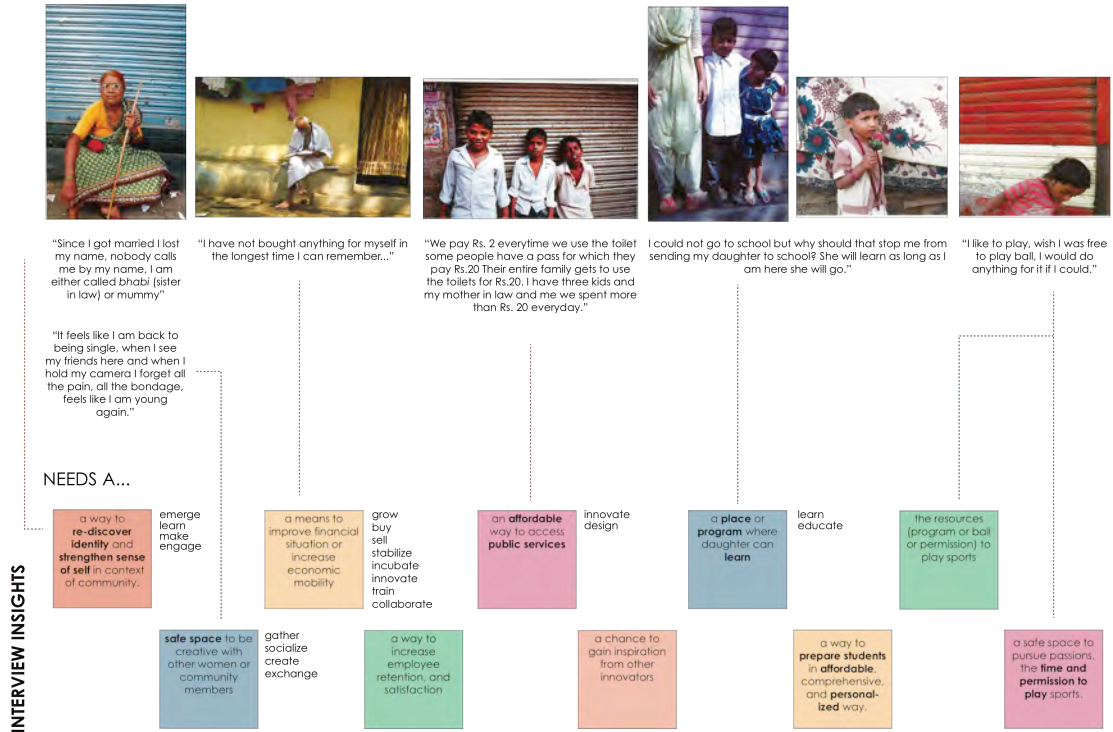 “Since I got married I lost
my name, nobody calls
me by my name, I am
either called bhabi (sister
in law) or mummy”
“I have not bought anything for myself in
the longest time I can remember...”
“We pay Rs. 2 everytime we use the toilet
some people have a pass for which they
pay Rs.20 Their entire family gets to use
the toilets for Rs.20. I have three kids and
my mother in law and me we spent more
than Rs. 20 everyday.”
I could not go to school but why should that stop me from
sending my daughter to school? She will learn as long as I
am here she will go.”
“I like to play, wish I was free
to play ball, I would do
anything for it if I could.”
“It feels like I am back to
being single, when I see
my friends here and when I
hold my camera I forget all
the pain, all the bondage,
feels like I am young
again.”
NEEDS A...
a way to
re-discover
identity and
strengthen sense
of self in context
of community.
emerge
learn
make
engage
a means to
improve financial
situation or
increase
economic
mobility
grow
buy
sell
stabilize
incubate
innovate
train
collaborate
an affordable
way to access
public services
innovate
design
a place or
program where
daughter can
learn
learn
educate
the resources
(program or ball
or permission) to
play sports
safe space to be
creative with
other women or
community
members
gather
socialize
create
exchange
a way to
increase
employee
retention, and
satisfaction
a chance to
gain inspiration
from other
innovators
a way to
prepare students
in affordable,
comprehensive,
and personal-
ized way.
a safe space to
pursue passions,
the time and
permission to
play sports.
INTERVIEW INSIGHTS